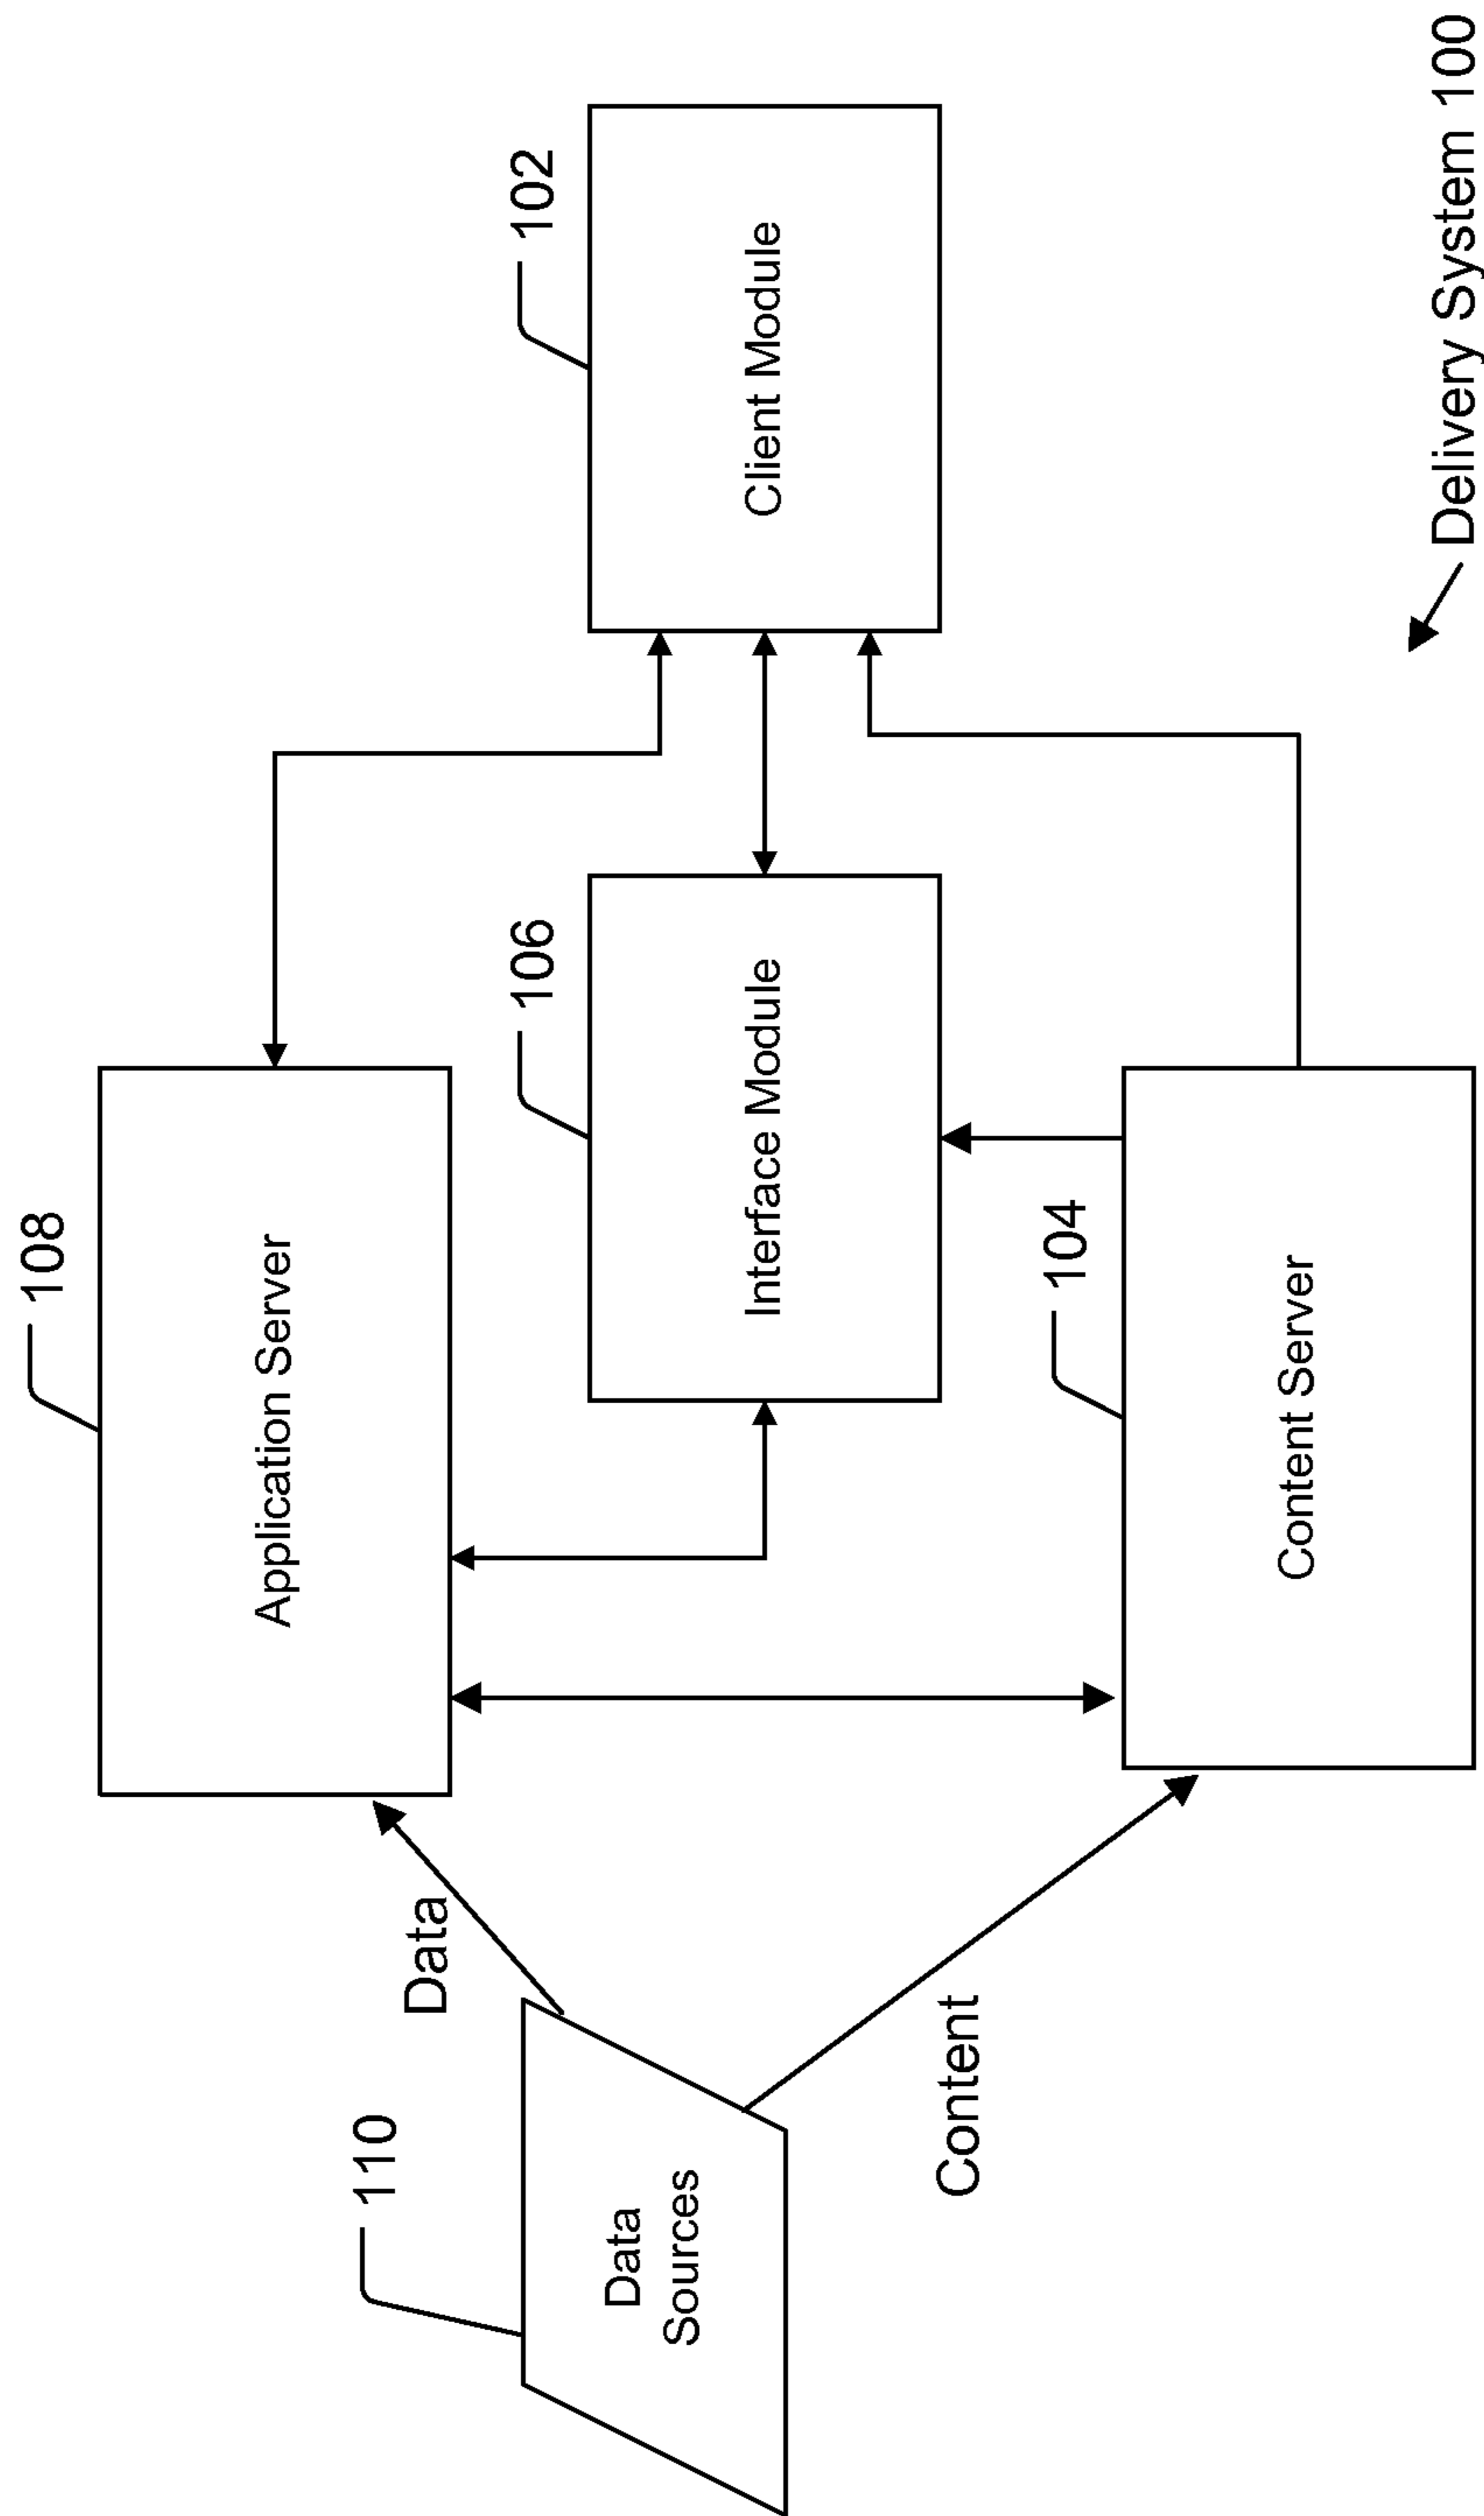 108
Application Server
110
Data
Data
Sources
106
Interface Module
102
Client Module
Content
104
Content Server
Delivery System 100